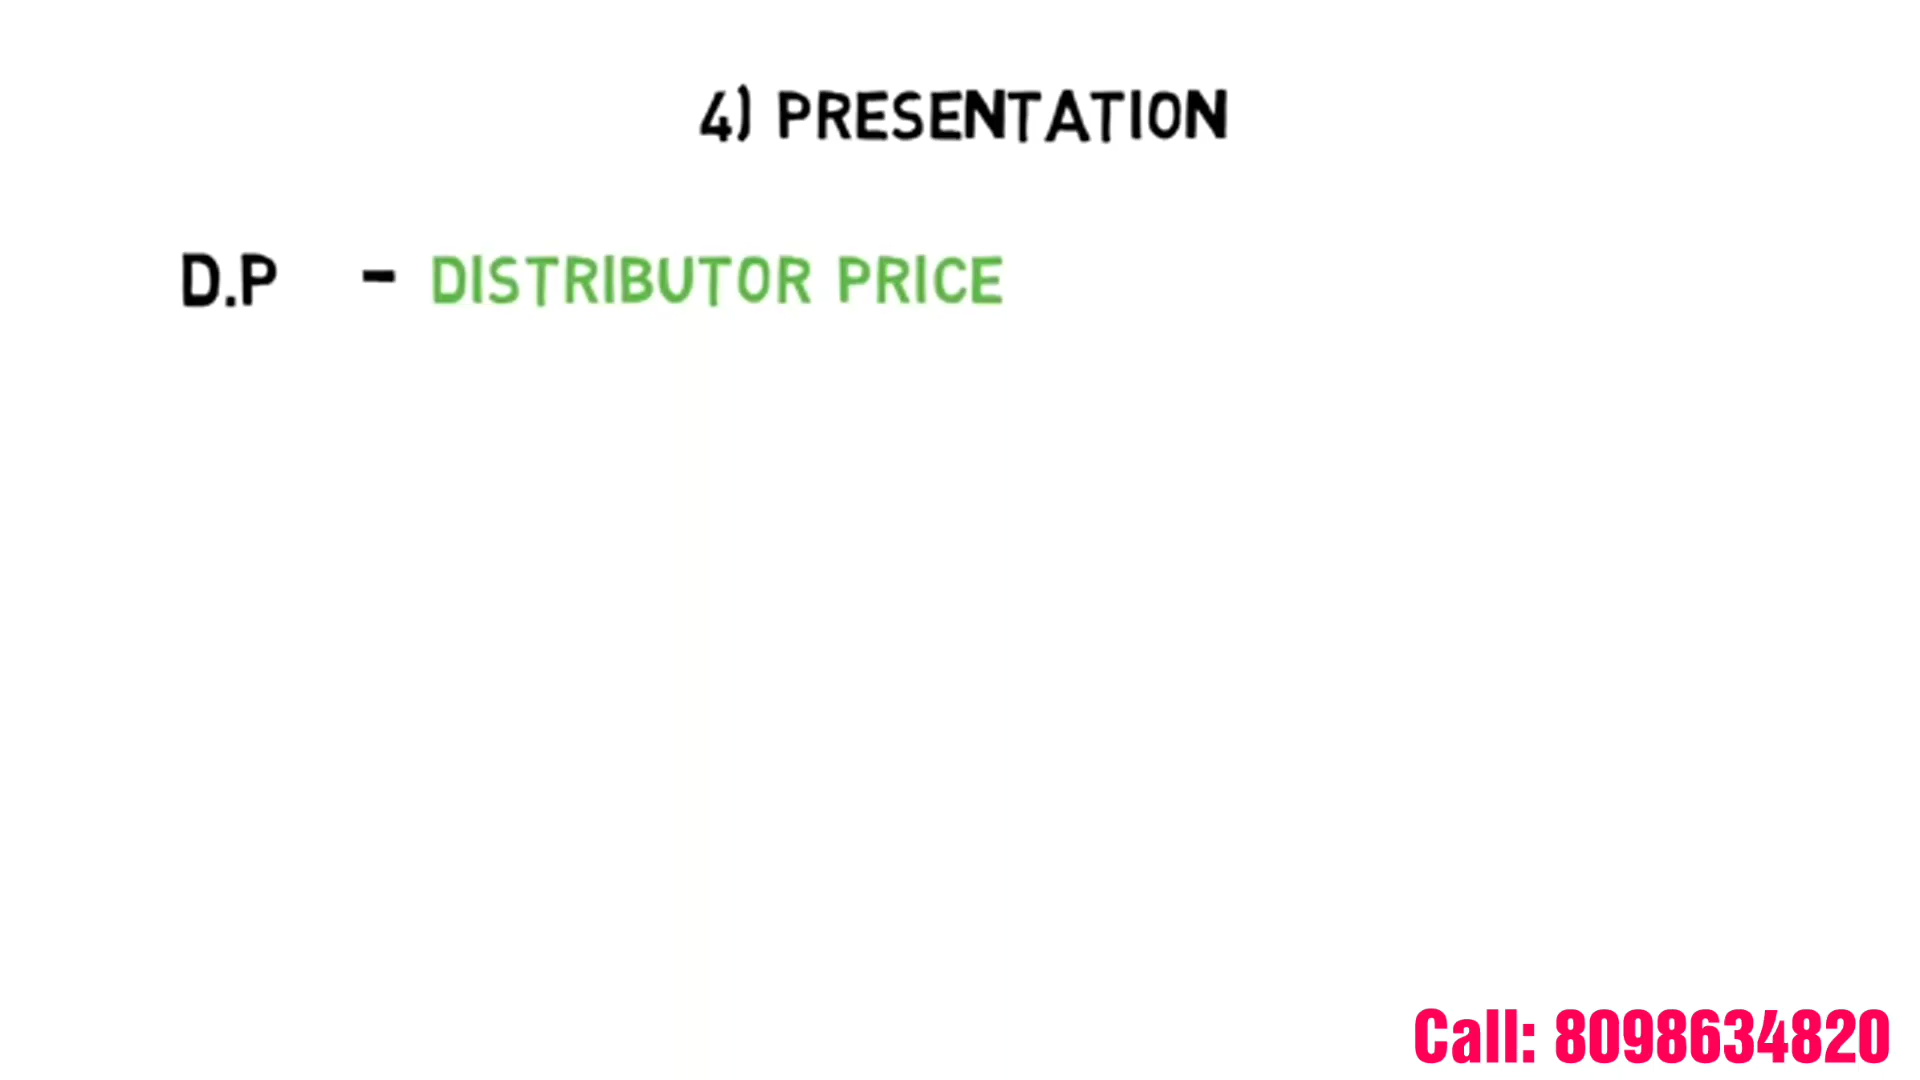 4) PRESENTATION
D.P - DISTRIBUTOR PRICE
Call: 8098634820